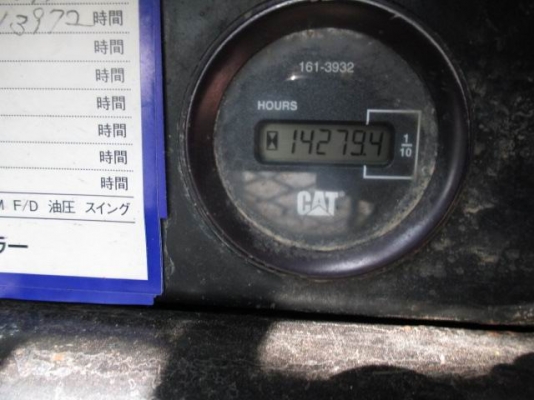 13972 時間
時間
時間
時間
時間
時間
時間
F/D 油圧 スイング
ラー
161-3932
HOURS
14279.4
1/10
CAT